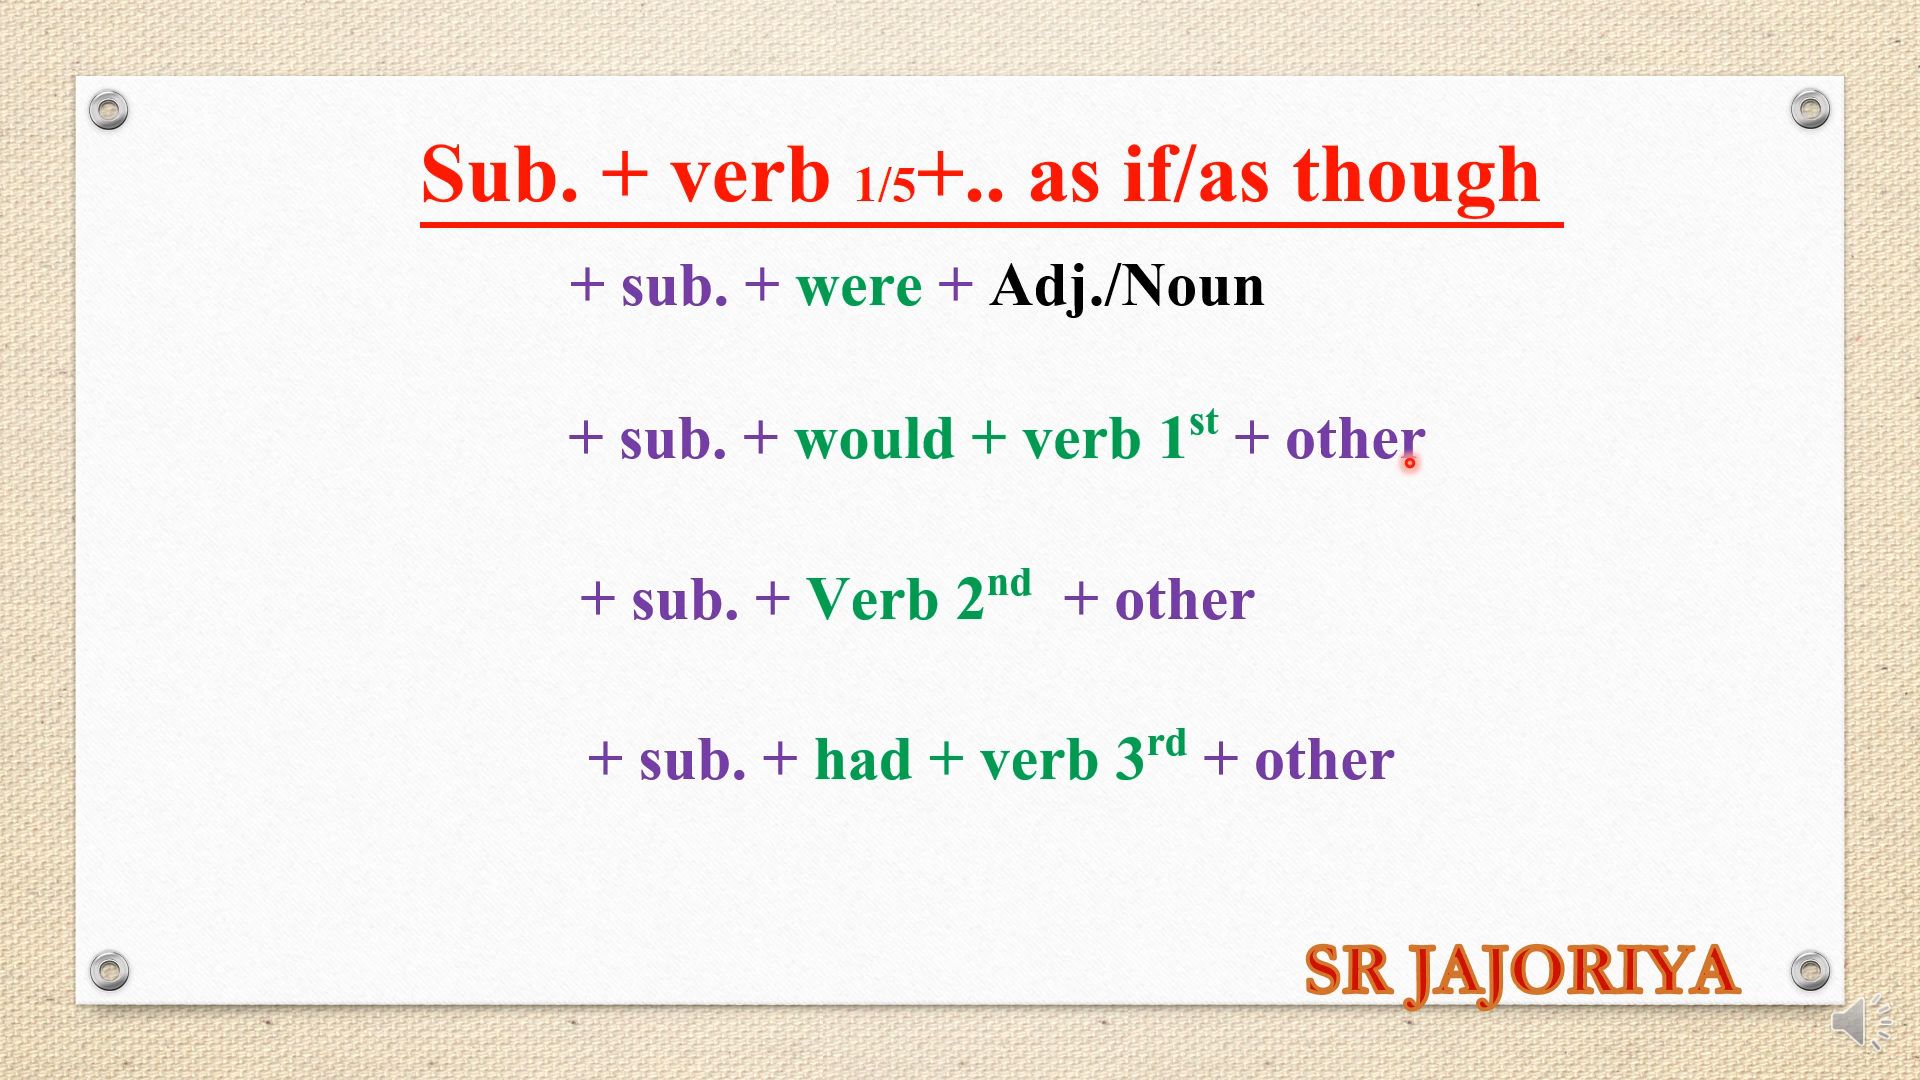 Sub. + verb 1/5+.. as if/as though
+ sub. + were + Adj./Noun
+ sub. + would + verb 1st + other
+ sub. + Verb 2nd + other
+ sub. + had + verb 3rd + other
SR JAJORIYA